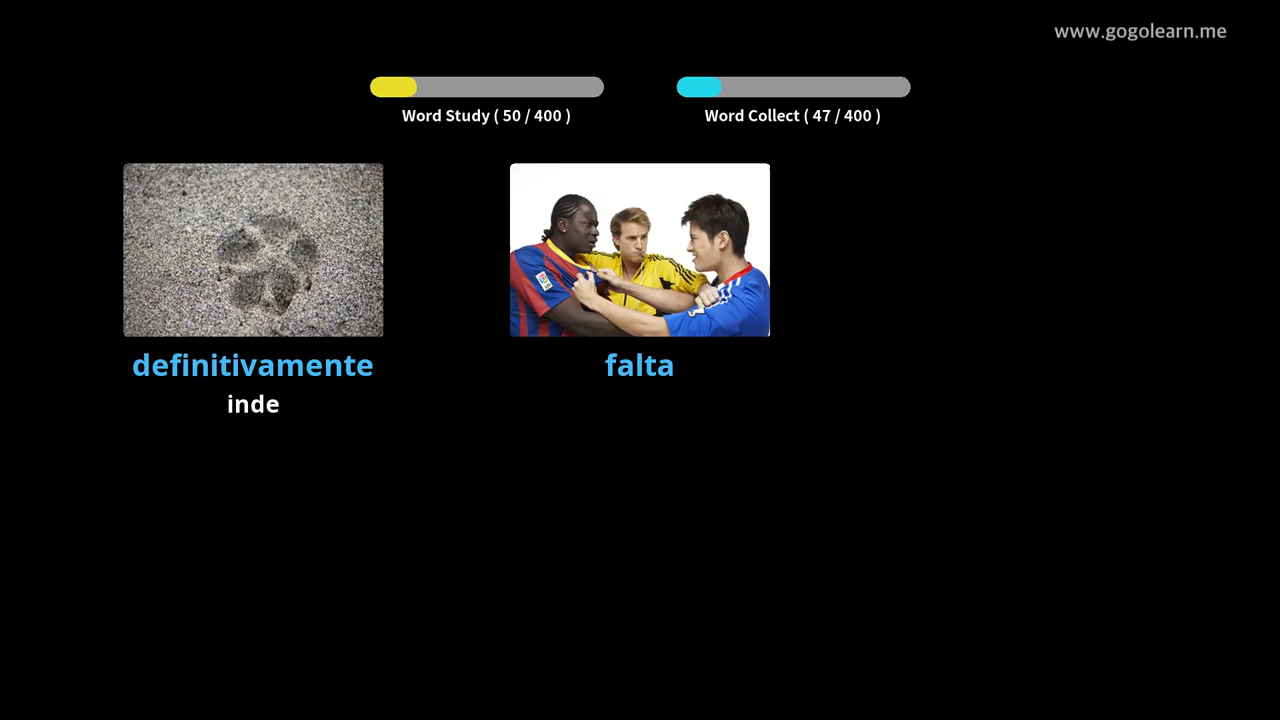 www.gogolearn.me
Word Study ( 50 / 400 )
Word Collect ( 47 / 400 )
definitivamente
falta
inde